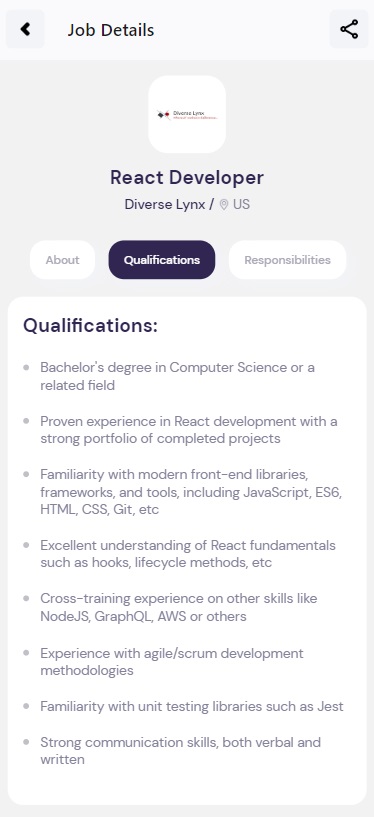 Job Details
Diverse Lynx
React Developer
Diverse Lynx / US
About
Qualifications
Responsibilities
Qualifications:
Bachelor's degree in Computer Science or a
related field
Proven experience in React development with a
strong portfolio of completed projects
Familiarity with modern front-end libraries,
frameworks, and tools, including JavaScript, ES6,
HTML, CSS, Git, etc
Excellent understanding of React fundamentals
such as hooks, lifecycle methods, etc
Cross-training experience on other skills like
NodeJS, GraphQL, AWS or others
Experience with agile/scrum development
methodologies
Familiarity with unit testing libraries such as Jest
Strong communication skills, both verbal and
written